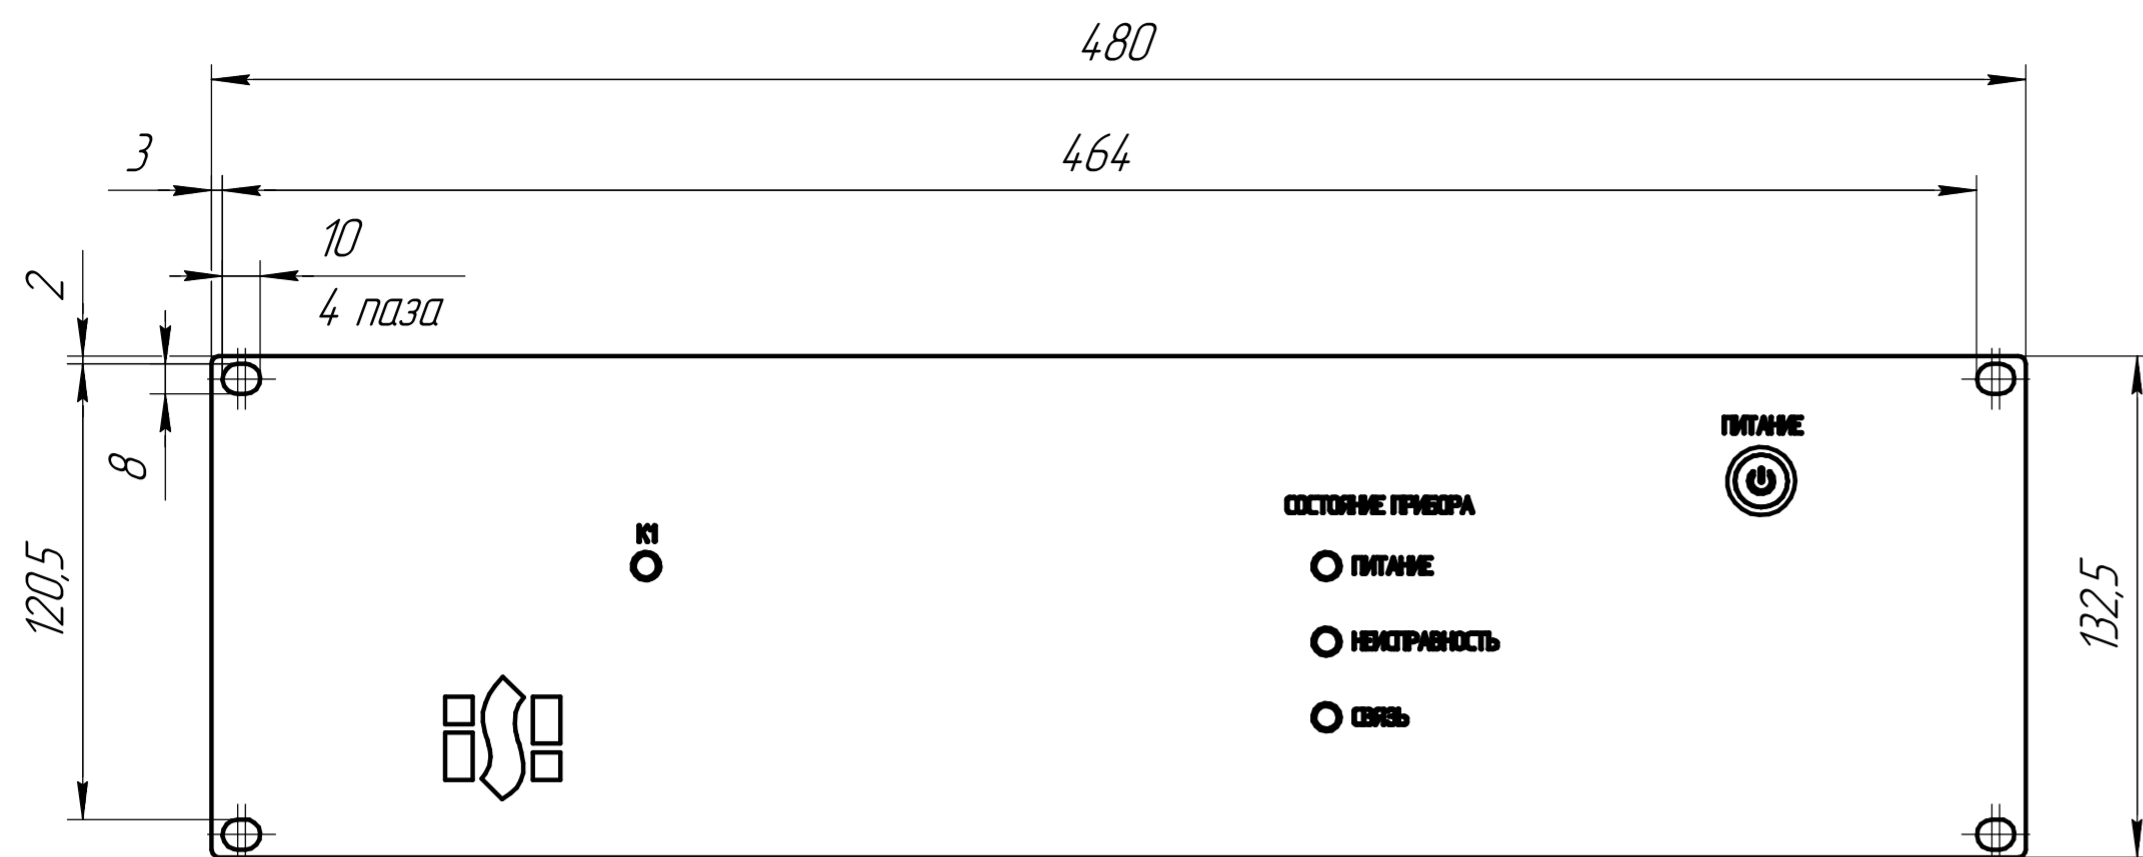 480
464
3
10
4 паза
2
8
120,5
132,5
ПИТАНИЕ
СОСТОЯНИЕ ПРИБОРА
К1
ПИТАНИЕ
НЕИСПРАВНОСТЬ
СВЯЗЬ